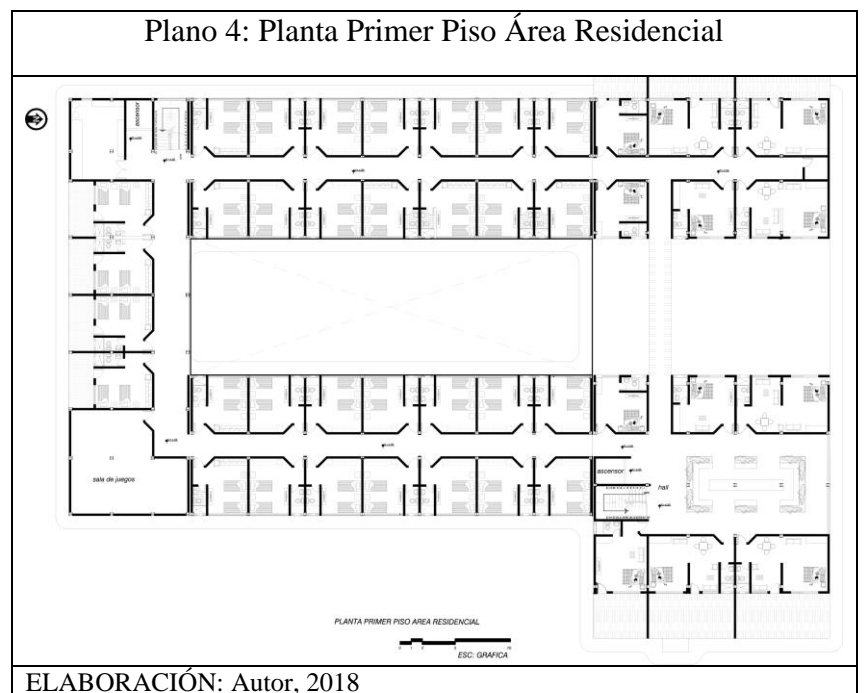 Plano 4: Planta Primer Piso Área Residencial
ascensor
sala de juegos
ascensor
hall
PLANTA PRIMER PISO AREA RESIDENCIAL
ESC: GRAFICA
ELABORACIÓN: Autor, 2018